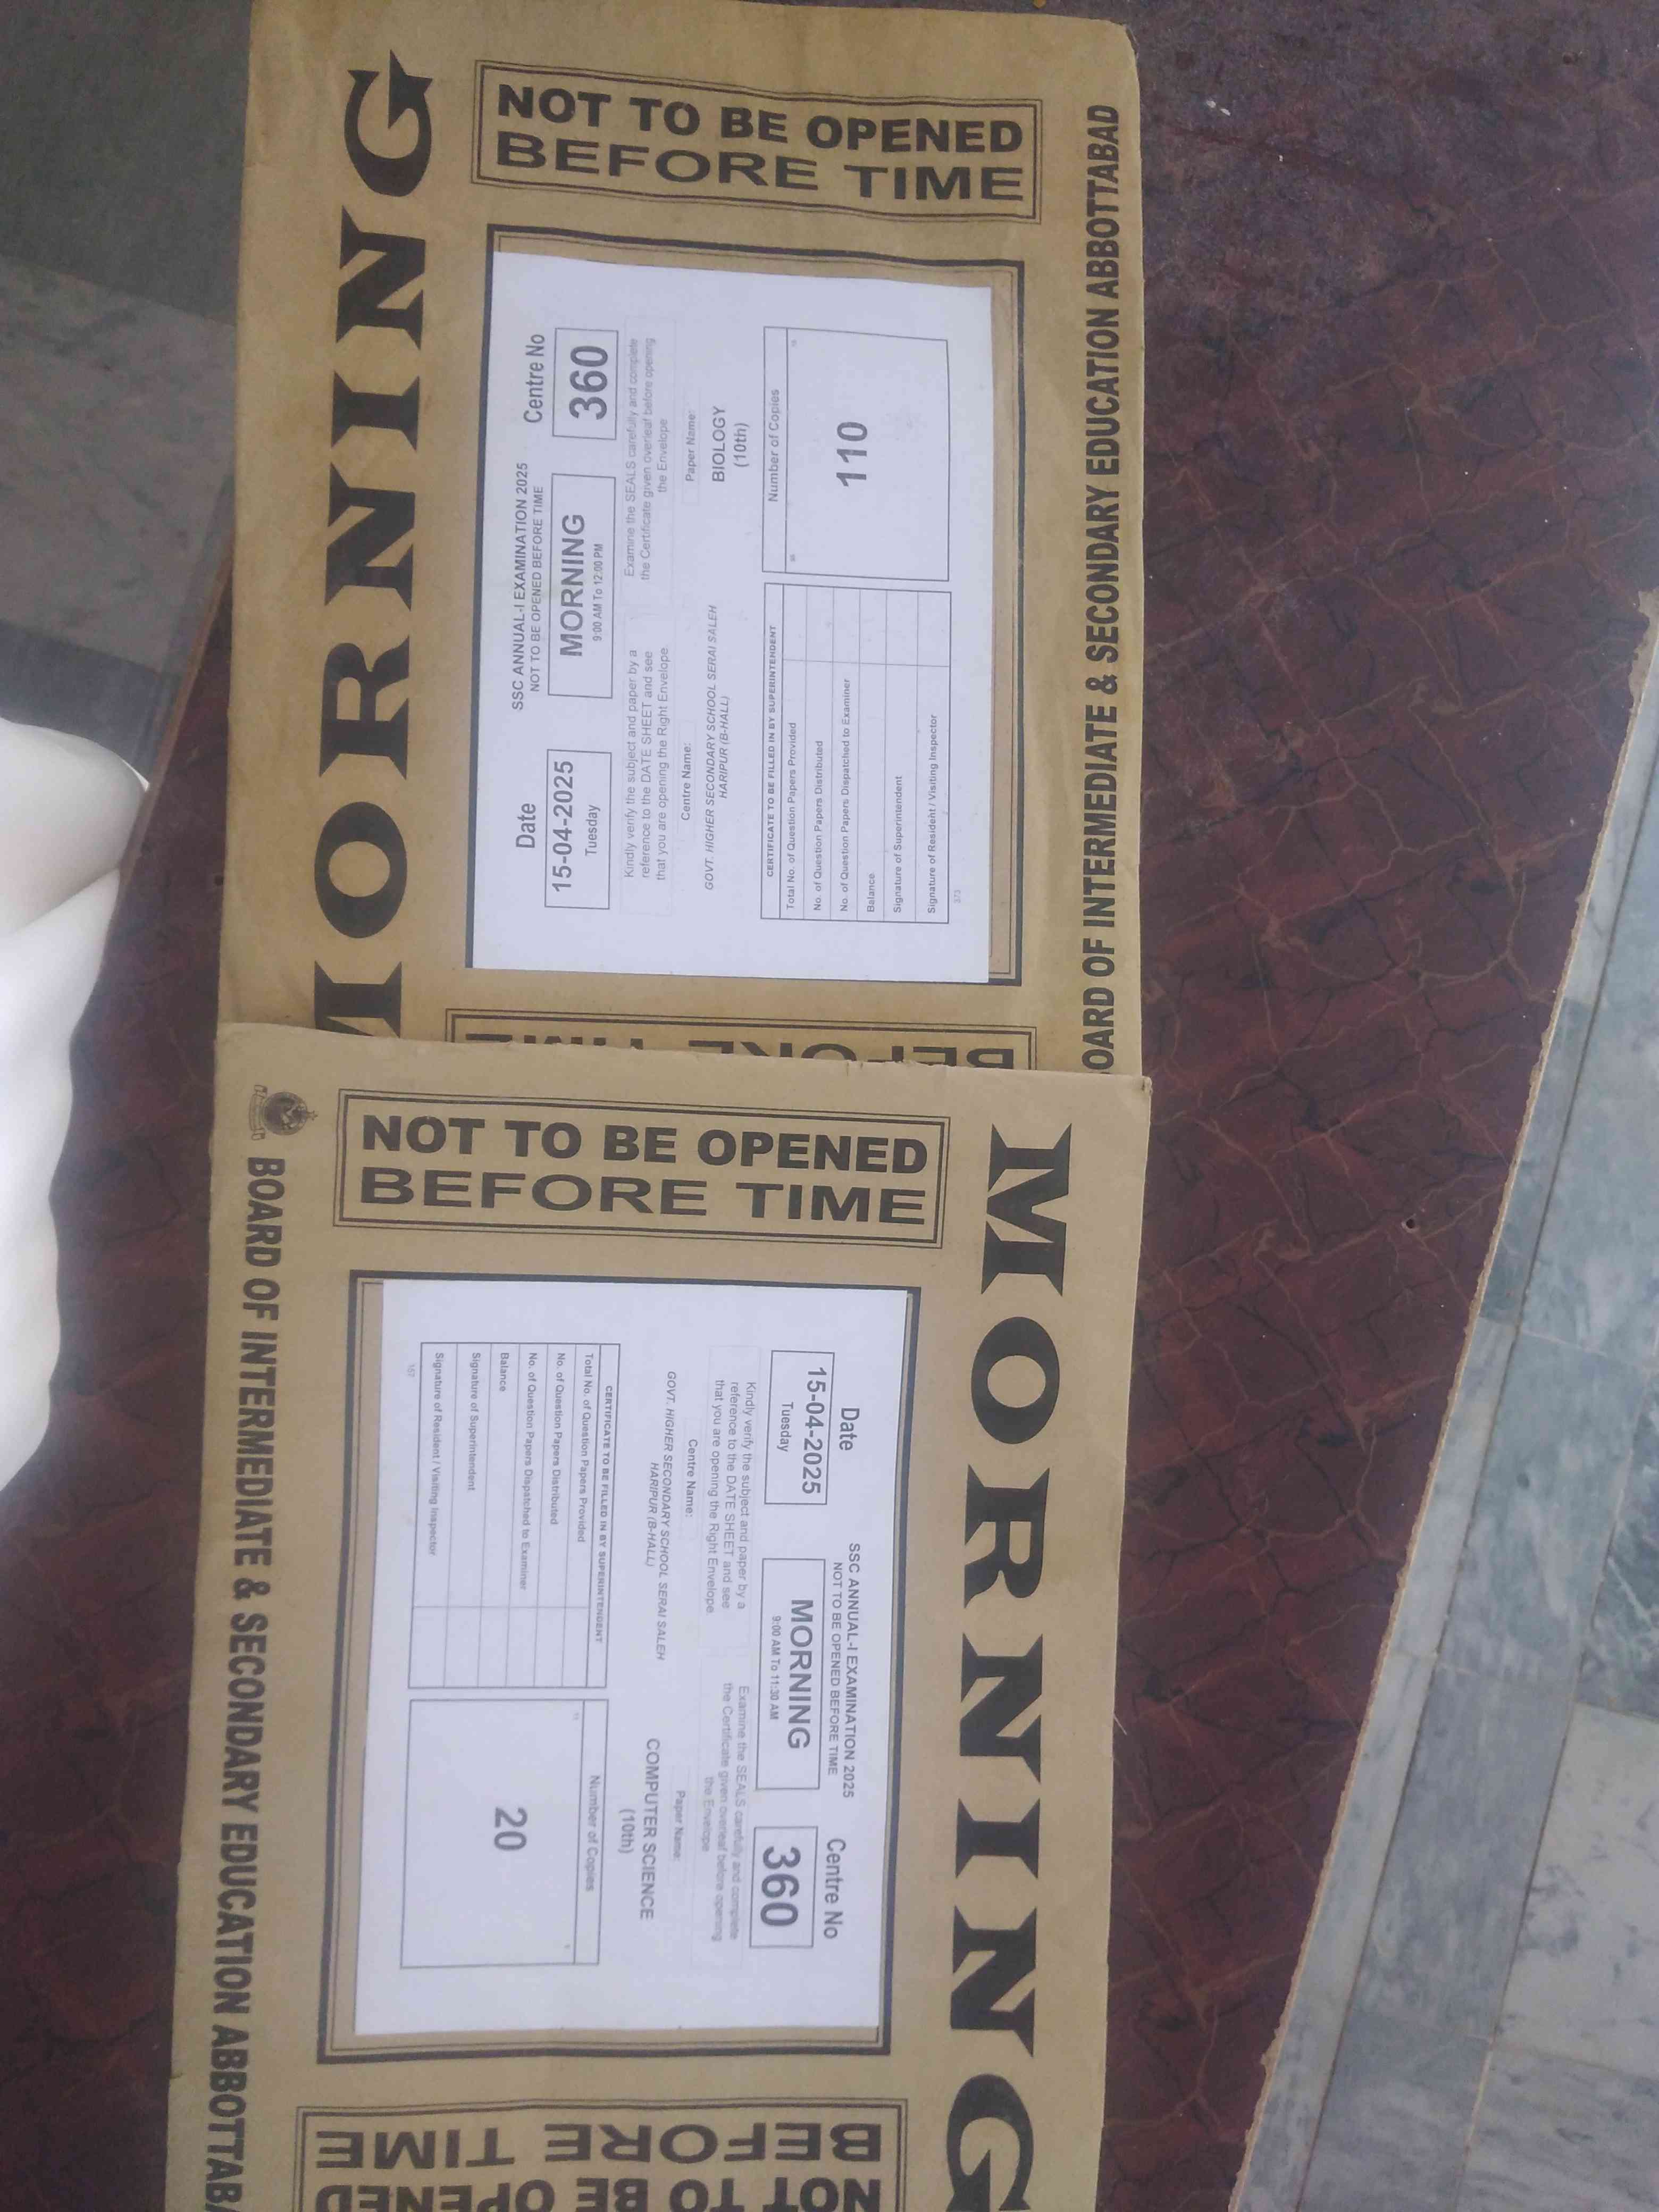 MORNING
NOT TO BE OPENED
BEFORE TIME
SSC ANNUAL-I EXAMINATION 2025
NOT TO BE OPENED BEFORE TIME
Date
Centre No
15-04-2025
Tuesday
MORNING
9:00 AM To 12:00 PM
360
Kindly verify the subject and paper by a
reference to the DATE SHEET and see
that you are opening the Right Envelope.
Examine the SEALS carefully and complete
the Certificate given overleaf before opening
the Envelope
Centre Name:
GOVT. HIGHER SECONDARY SCHOOL SERAI SALEH
HARIPUR (B-HALL)
Paper Name:
BIOLOGY
(10th)
CERTIFICATE TO BE FILLED IN BY SUPERINTENDENT
Total No. of Question Papers Provided
No. of Question Papers Distributed
No. of Question Papers Dispatched to Examiner
Balance
Signature of Superintendent
Signature of Resident / Visiting Inspector
Number of Copies
110
373
BEFORE TIME
BOARD OF INTERMEDIATE & SECONDARY EDUCATION ABBOTTABAD
MORNING
NOT TO BE OPENED
BEFORE TIME
Date
SSC ANNUAL-I EXAMINATION 2025
NOT TO BE OPENED BEFORE TIME
Centre No
15-04-2025
Tuesday
MORNING
9:00 AM To 11:30 AM
360
Kindly verify the subject and paper by a
reference to the DATE SHEET and see
that you are opening the Right Envelope.
Examine the SEALS carefully and complete
the Certificate given overleaf before opening
the Envelope
Centre Name:
GOVT. HIGHER SECONDARY SCHOOL SERAI SALEH
HARIPUR (B-HALL)
Paper Name:
COMPUTER SCIENCE
(10th)
CERTIFICATE TO BE FILLED IN BY SUPERINTENDENT
Total No. of Question Papers Provided
No. of Question Papers Distributed
No. of Question Papers Dispatched to Examiner
Balance
Signature of Superintendent
Signature of Resident / Visiting Inspector
Number of Copies
20
NOT TO BE OPENED
BEFORE TIME
BOARD OF INTERMEDIATE & SECONDARY EDUCATION ABBOTTABA